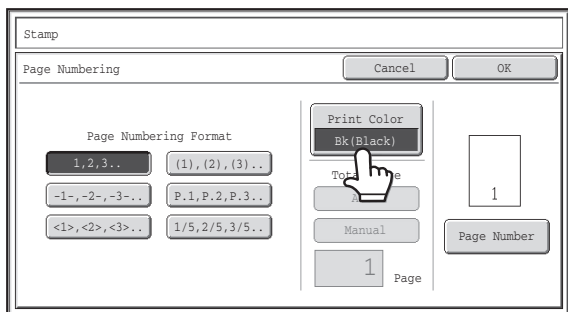 Stamp
Page Numbering
Cancel
OK
Page Numbering Format
1,2,3..
(1),(2),(3)..
-1-,-2-,-3-..
P.1,P.2,P.3..
<1>,<2>,<3>..
1/5,2/5,3/5..
Print Color
Bk(Black)
Manual
1
Page
1
Page Number